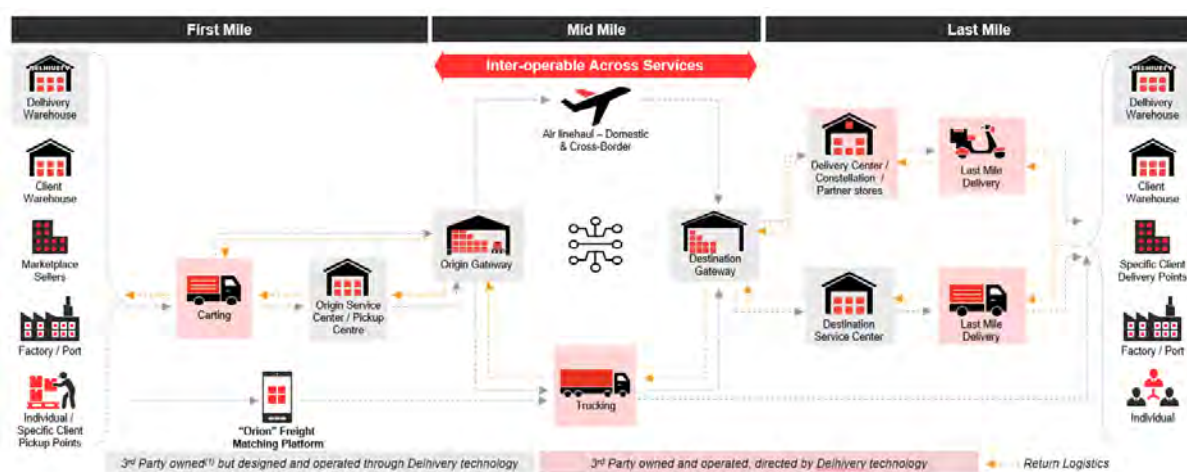 First Mile
Mid Mile
Last Mile
Inter-operable Across Services
DELHIVERY
Delhivery
Warehouse
Client
Warehouse
Marketplace
Sellers
Factory / Port
Individual /
Specific Client
Pickup Points
Carting
Origin Service
Center / Pickup
Centre
"Orion" Freight
Matching Platform
Origin Gateway
Air linehaul – Domestic
& Cross-Border
Trucking
Destination
Gateway
Delivery Center /
Constellation /
Partner stores
Last Mile
Delivery
Destination
Service Center
Last Mile
Delivery
DELHIVERY
Delhivery
Warehouse
Client
Warehouse
Specific Client
Delivery Points
Factory / Port
Individual
3rd Party owned(1) but designed and operated through Delhivery technology
3rd Party owned and operated, directed by Delhivery technology
Return Logistics